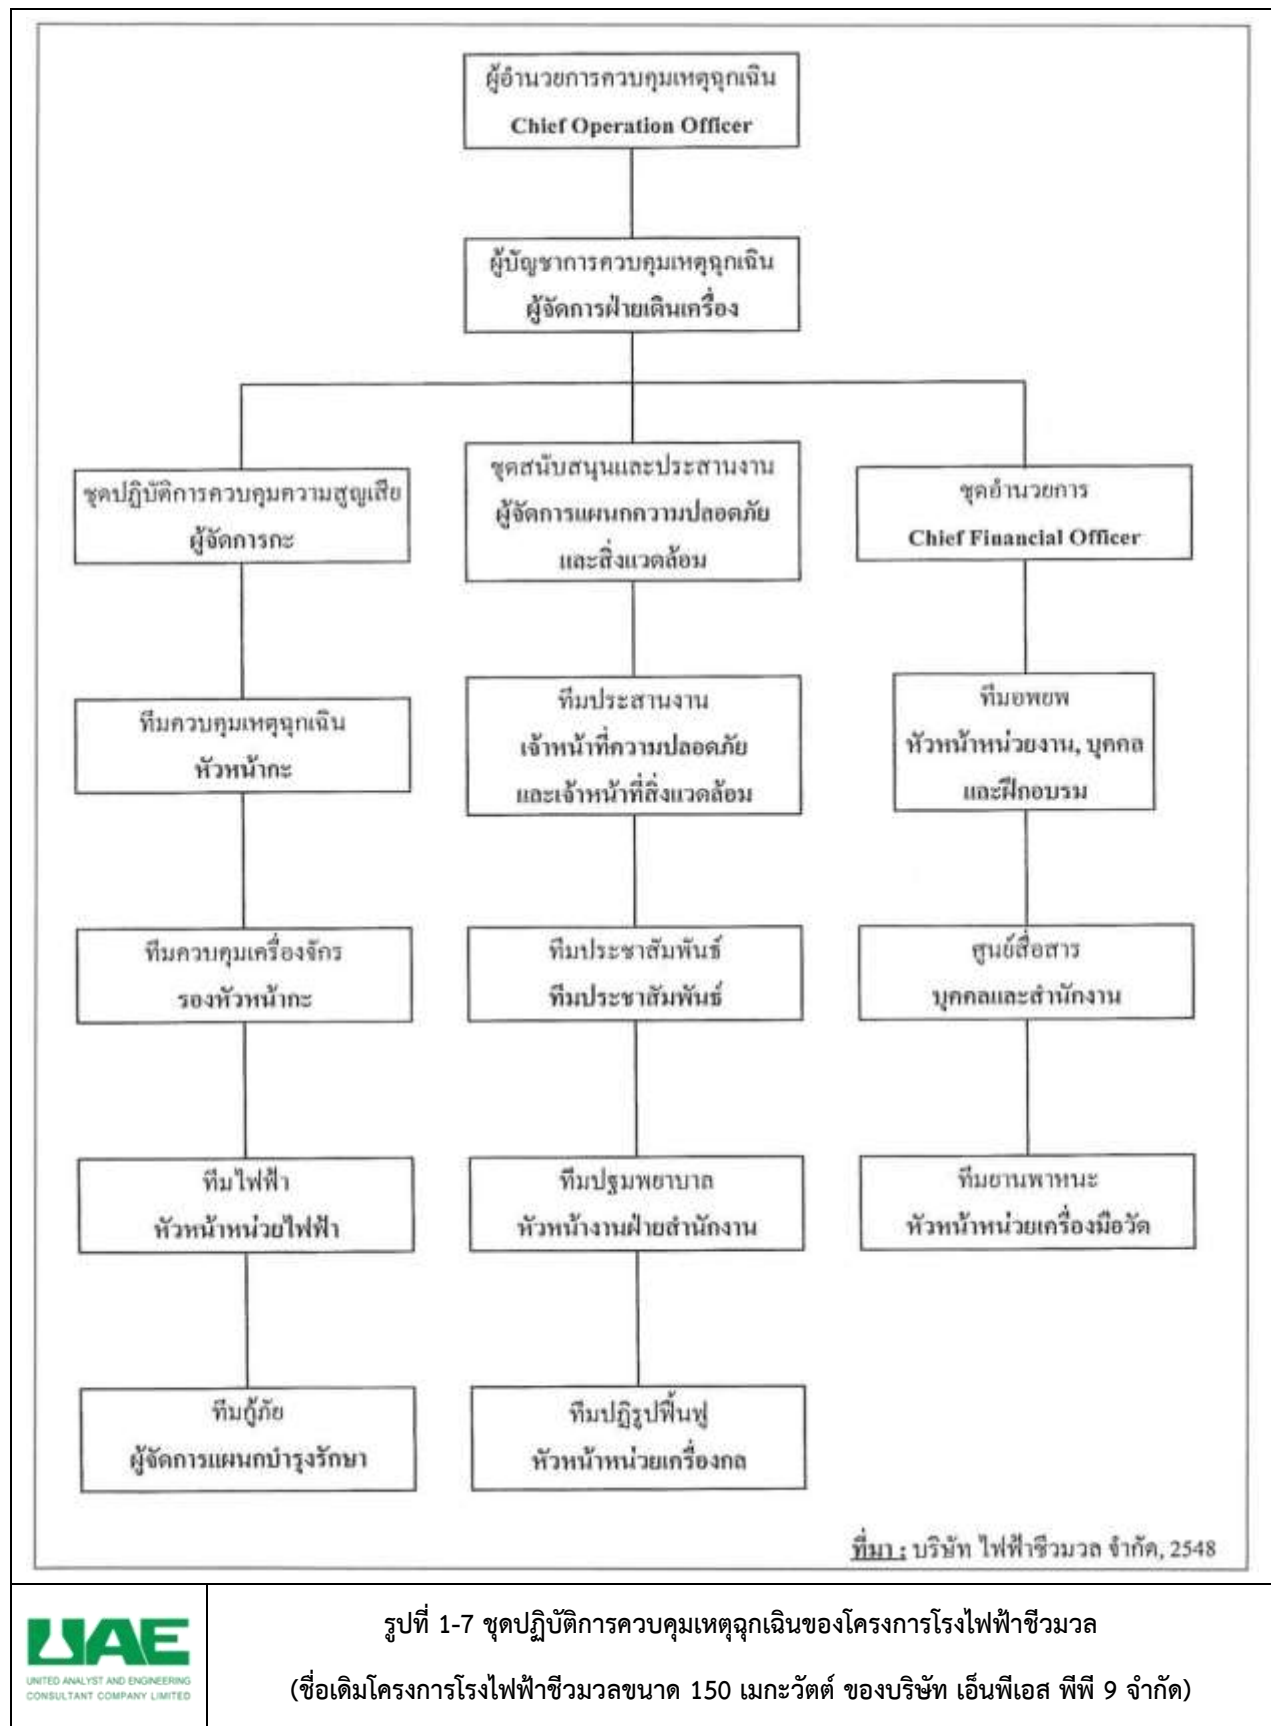 ผู้อำนวยการควบคุมเหตุฉุกเฉิน
Chief Operation Officer
ผู้บัญชาการควบคุมเหตุฉุกเฉิน
ผู้จัดการฝ่ายเดินเครื่อง
ชุดปฏิบัติการควบคุมความสูญเสีย
ผู้จัดการกะ
ชุดสนับสนุนและประสานงาน
ผู้จัดการแผนกความปลอดภัย
และสิ่งแวดล้อม
ชุดอำนวยการ
Chief Financial Officer
ทีมควบคุมเหตุฉุกเฉิน
หัวหน้ากะ
ทีมประสานงาน
เจ้าหน้าที่ความปลอดภัย
และเจ้าหน้าที่สิ่งแวดล้อม
ทีมอพยพ
หัวหน้าหน่วยงาน, บุคคล
และฝึกอบรม
ทีมควบคุมเครื่องจักร
รองหัวหน้ากะ
ทีมประชาสัมพันธ์
ทีมประชาสัมพันธ์
ศูนย์สื่อสาร
บุคคลและสำนักงาน
ทีมไฟฟ้า
หัวหน้าหน่วยไฟฟ้า
ทีมปฐมพยาบาล
หัวหน้างานฝ่ายสำนักงาน
ทีมยานพาหนะ
หัวหน้าหน่วยเครื่องมือวัด
ทีมกู้ภัย
ผู้จัดการแผนกบำรุงรักษา
ทีมปฏิรูปฟื้นฟู
หัวหน้าหน่วยเครื่องกล
ที่มา : บริษัท ไฟฟ้าชีวมวล จำกัด, 2548
UAE
UNITED ANALYST AND ENGINEERING
CONSULTANT COMPANY LIMITED
รูปที่ 1-7 ชุดปฏิบัติการควบคุมเหตุฉุกเฉินของโครงการโรงไฟฟ้าชีวมวล
(ชื่อเดิมโครงการโรงไฟฟ้าชีวมวลขนาด 150 เมกะวัตต์ ของบริษัท เอ็นพีเอส พีพี 9 จำกัด)